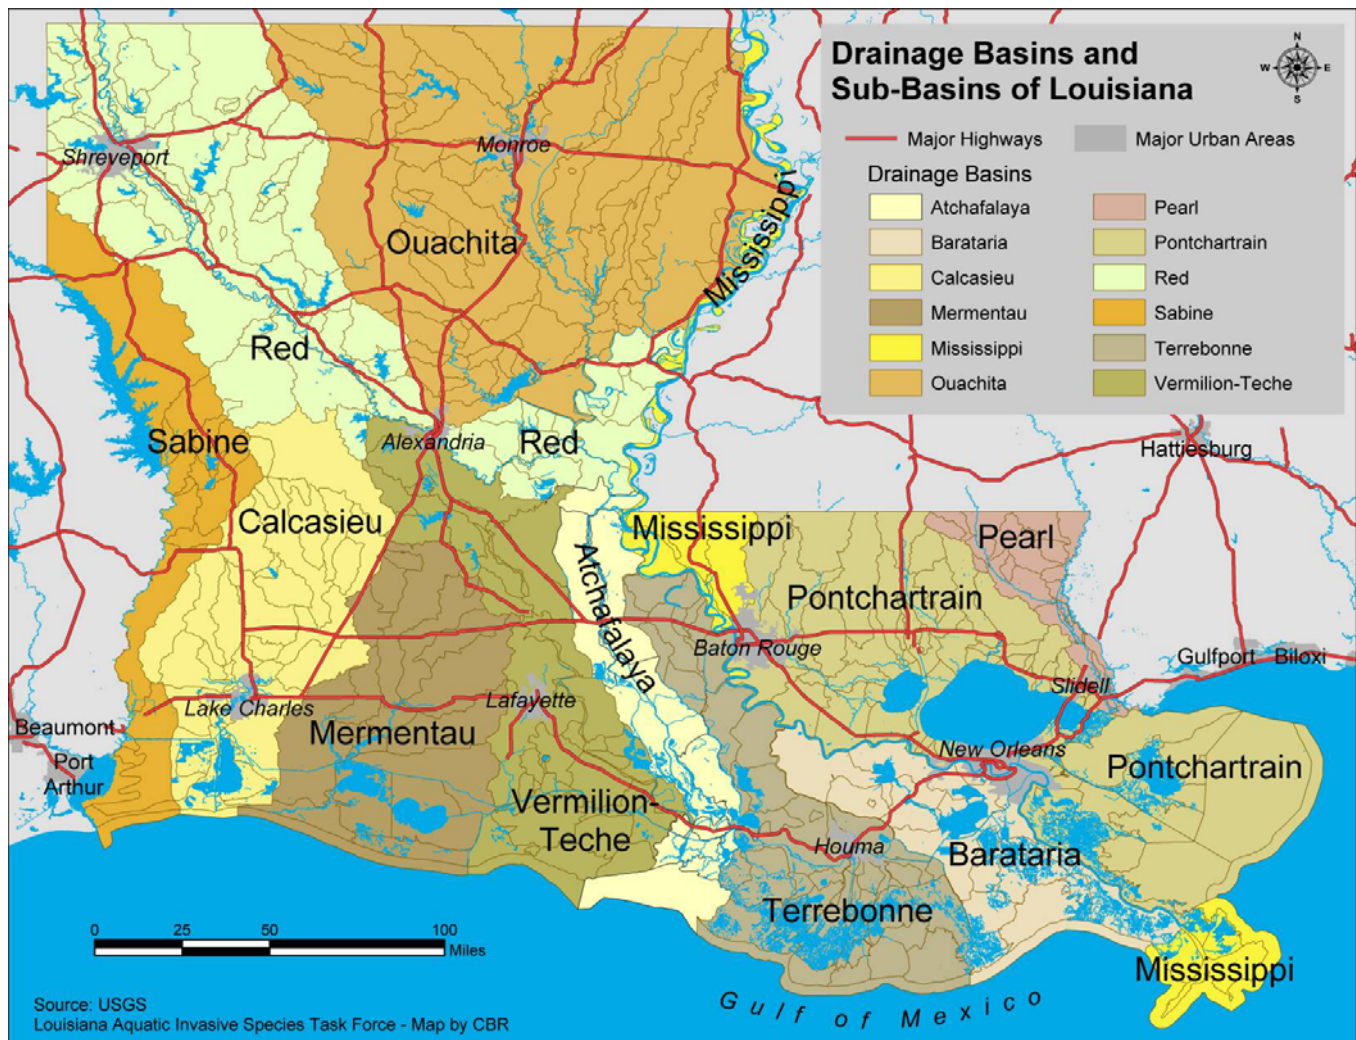 Drainage Basins and
Sub-Basins of Louisiana
N
W E
S
Major Highways Major Urban Areas
Drainage Basins
Atchafalaya Pearl
Barataria Pontchartrain
Calcasieu Red
Mermentau Sabine
Mississippi Terrebonne
Ouachita Vermilion-Teche
Shreveport
Monroe
Mississippi
Ouachita
Red
Sabine
Alexandria
Red
Hattiesburg
Calcasieu
Mississippi
Pearl
Atchafalaya
Pontchartrain
Baton Rouge
Gulfport Biloxi
Slidell
Lake Charles
Lafayette
Beaumont
Mermentau
New Orleans
Port
Arthur
Pontchartrain
Vermilion-
Teche
Houma
Barataria
Terrebonne
0 25 50 100
Miles
Mississippi
Gulf of Mexico
Source: USGS
Louisiana Aquatic Invasive Species Task Force - Map by CBR